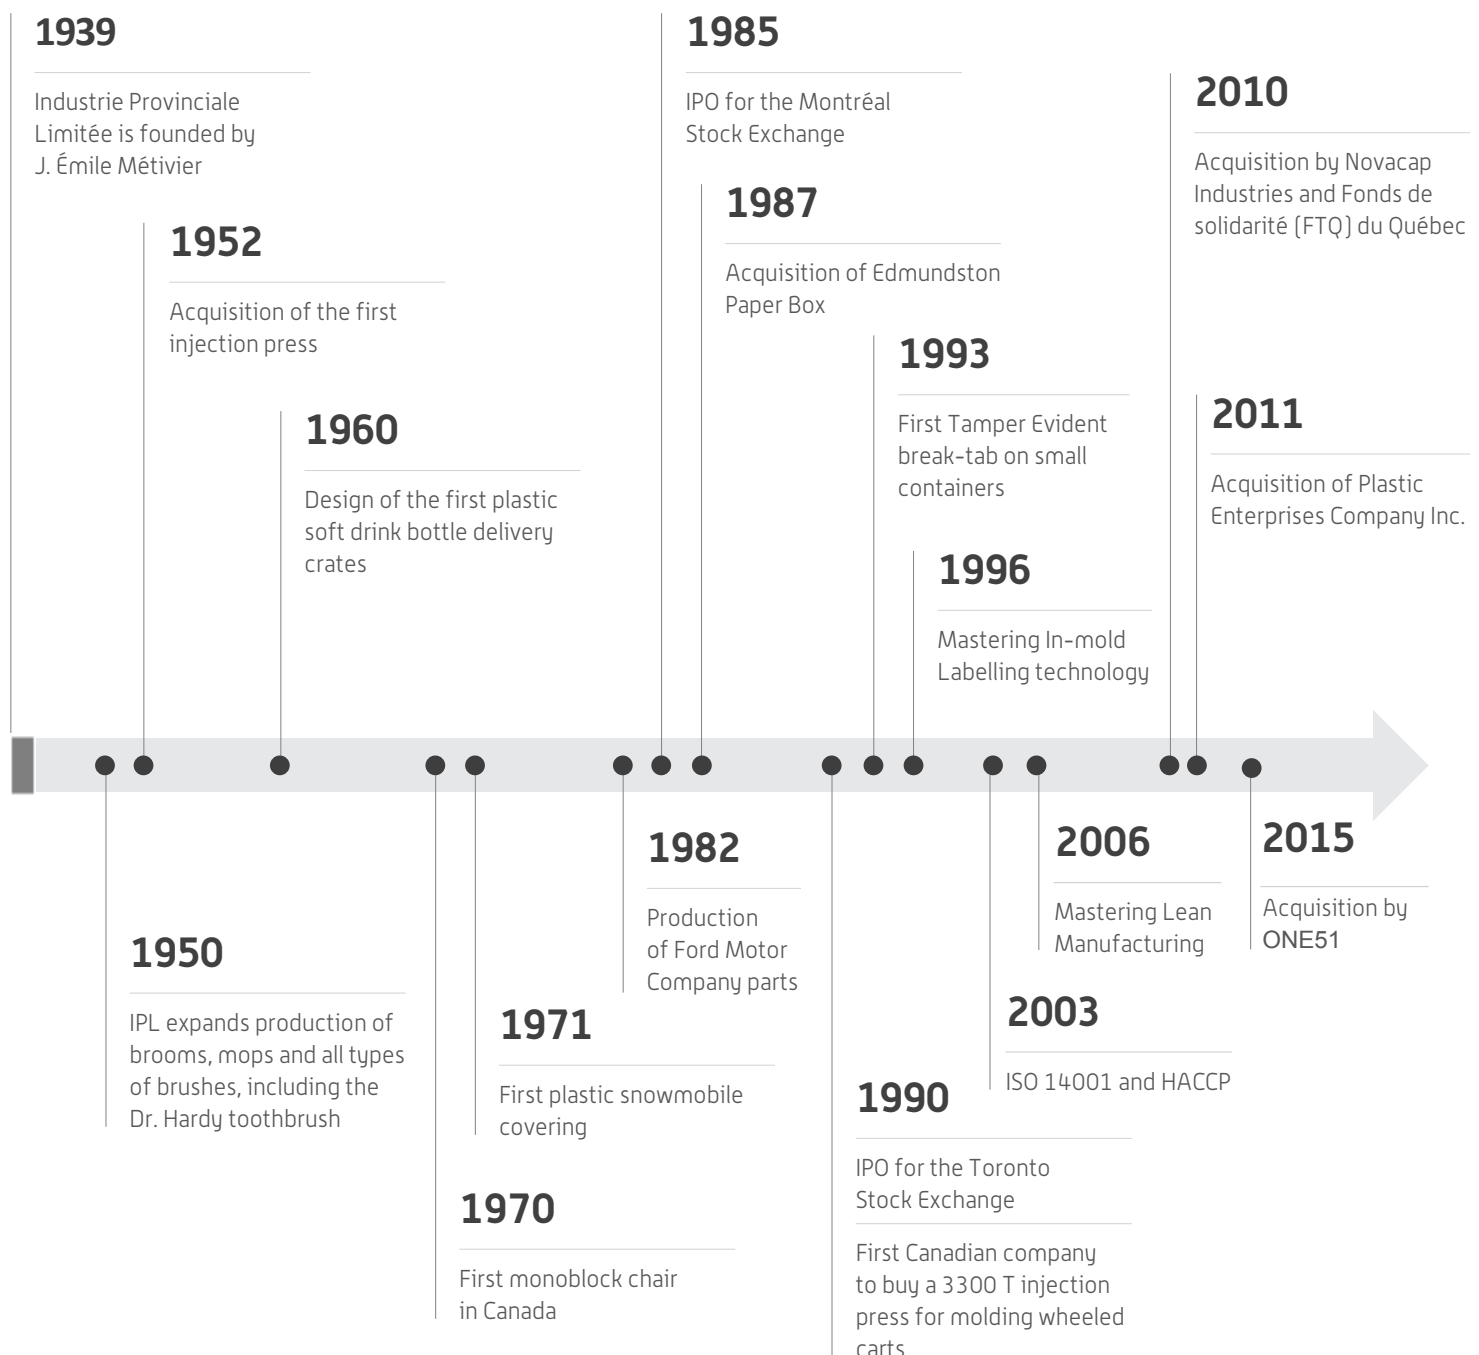 1939
Industrie Provinciale
Limitée is founded by
J. Émile Métivier
1952
Acquisition of the first
injection press
1960
Design of the first plastic
soft drink bottle delivery
crates
1985
IPO for the Montréal
Stock Exchange
1987
Acquisition of Edmundston
Paper Box
1993
First Tamper Evident
break-tab on small
containers
1996
Mastering In-mold
Labelling technology
2010
Acquisition by Novacap
Industries and Fonds de
solidarité (FTQ) du Québec
2011
Acquisition of Plastic
Enterprises Company Inc.
1950
IPL expands production of
brooms, mops and all types
of brushes, including the
Dr. Hardy toothbrush
1970
First monoblock chair
in Canada
1971
First plastic snowmobile
covering
1982
Production
of Ford Motor
Company parts
1990
IPO for the Toronto
Stock Exchange
First Canadian company
to buy a 3300 T injection
press for molding wheeled
carts
2003
ISO 14001 and HACCP
2006
Mastering Lean
Manufacturing
2015
Acquisition by
ONE51